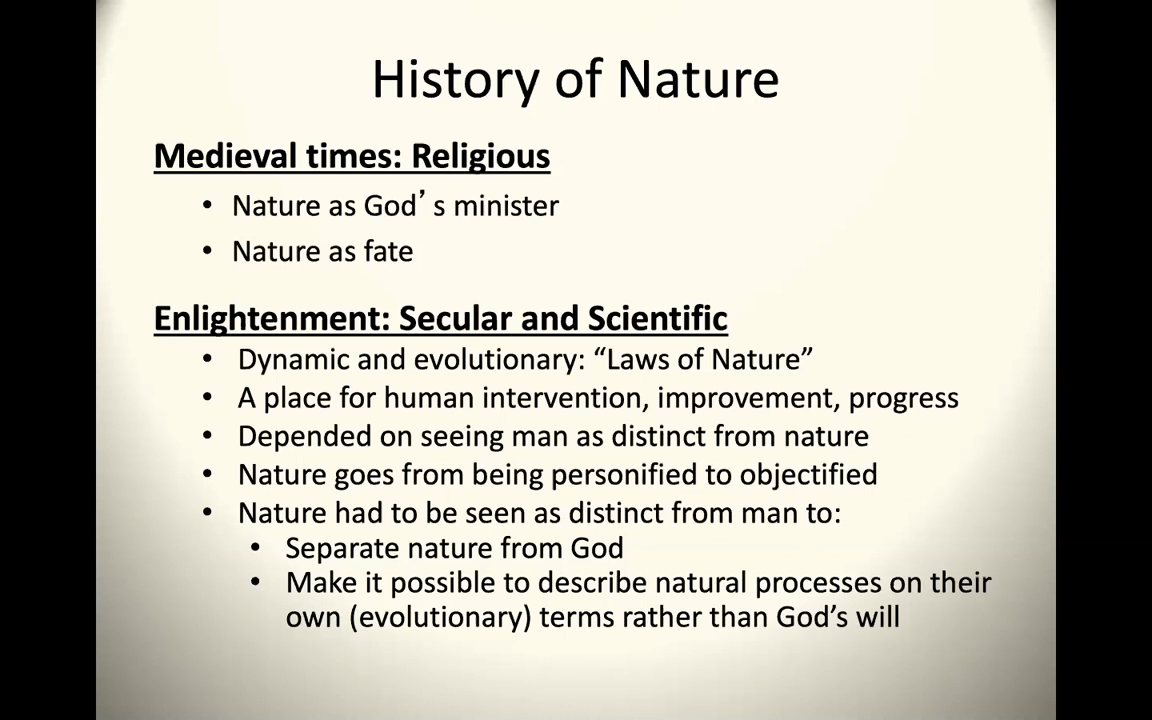 History of Nature
Medieval times: Religious
• Nature as God’ s minister
• Nature as fate
Enlightenment: Secular and Scientific
• Dynamic and evolutionary: “Laws of Nature”
• A place for human intervention, improvement, progress
• Depended on seeing man as distinct from nature
• Nature goes from being personified to objectified
• Nature had to be seen as distinct from man to:
• Separate nature from God
• Make it possible to describe natural processes on their
own (evolutionary) terms rather than God’s will